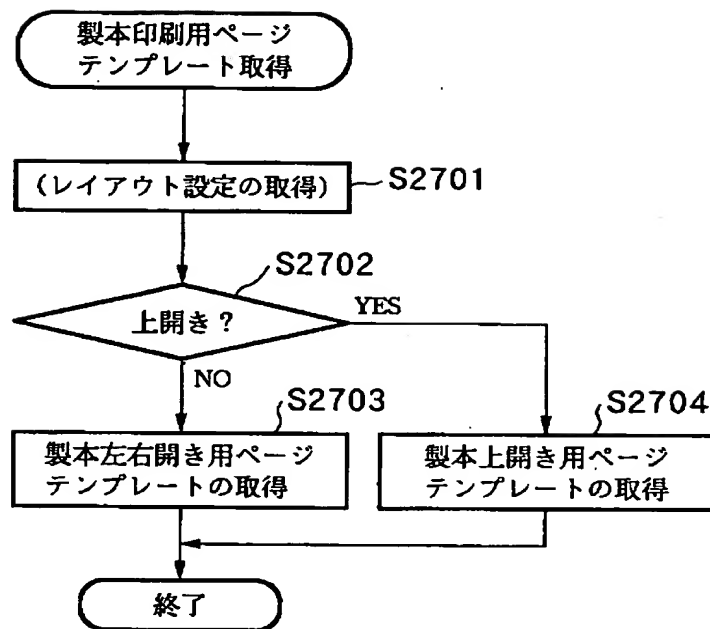 製本印刷用ページ
テンプレート取得
(レイアウト設定の取得)
S2701
S2702
上開き?
YES
NO
S2703
S2704
製本左右開き用ページ
テンプレートの取得
製本上開き用ページ
テンプレートの取得
終了